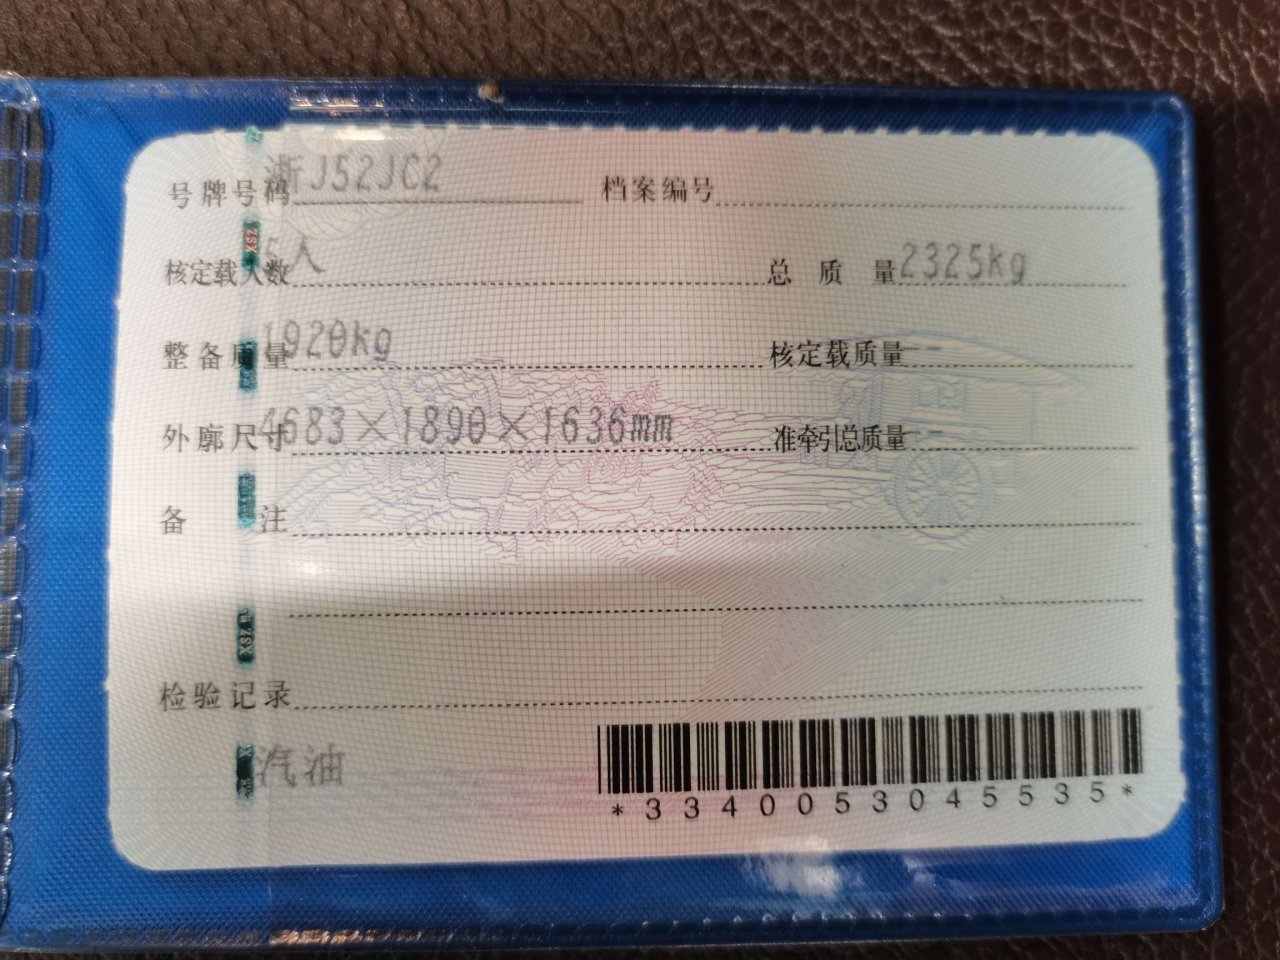 号牌号码 浙J52JC2 档案编号
核定载人数 5人 总质量 2325kg
整备质量 1920kg 核定载质量 --
外廓尺寸 4683×1890×1636mm 准牵引总质量 --
备注
检验记录
汽油
*3340053045535*